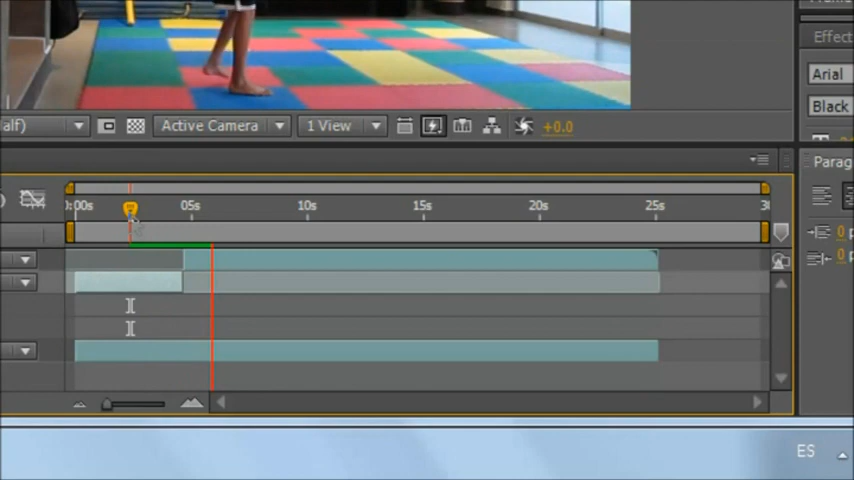 Effect
Arial
alf)
Active Camera
1 View
+0.0
Black
Parag
:00s 05s 10s 15s 20s 25s
0 p
0
ES